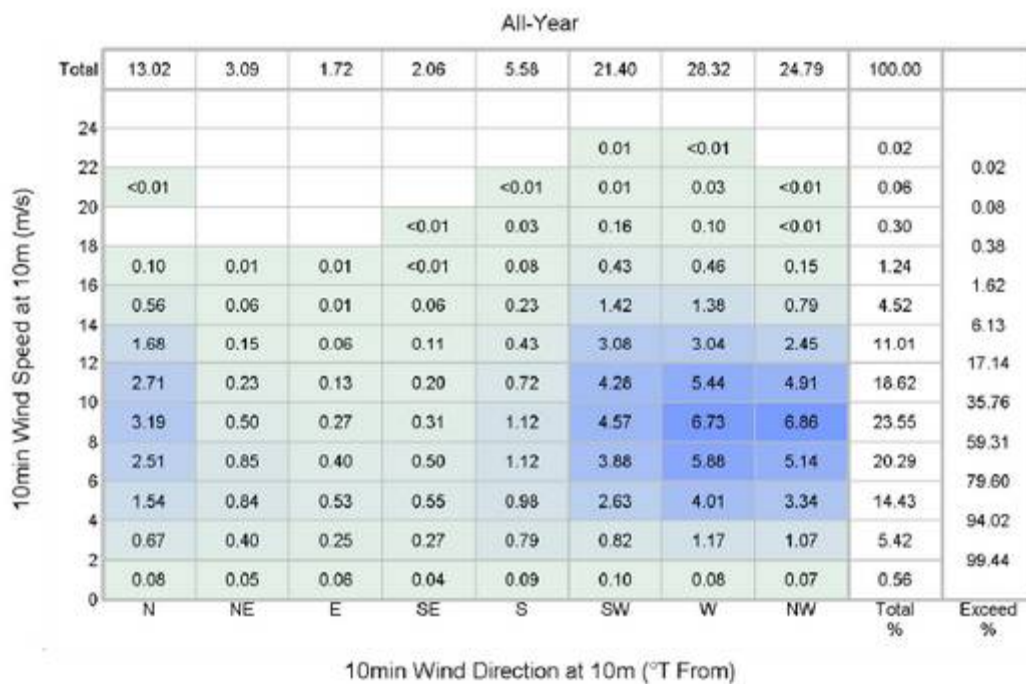 All-Year
Total 13.02 3.09 1.72 2.06 5.58 21.40 28.32 24.79 100.00
24
0.01 <0.01 0.02
22 0.02
<0.01 <0.01 0.01 0.03 <0.01 0.06
20 0.08
<0.01 0.03 0.16 0.10 <0.01 0.30
18 0.38
0.10 0.01 0.01 <0.01 0.08 0.43 0.46 0.15 1.24
16 1.62
0.56 0.06 0.01 0.06 0.23 1.42 1.38 0.79 4.52
14 6.13
1.68 0.15 0.06 0.11 0.43 3.08 3.04 2.45 11.01
12 17.14
2.71 0.23 0.13 0.20 0.72 4.28 5.44 4.91 18.62
10 35.76
3.19 0.50 0.27 0.31 1.12 4.57 6.73 6.86 23.55
8 59.31
2.51 0.85 0.40 0.50 1.12 3.88 5.88 5.14 20.29
6 79.60
1.54 0.84 0.53 0.55 0.98 2.63 4.01 3.34 14.43
4 94.02
0.67 0.40 0.25 0.27 0.79 0.82 1.17 1.07 5.42
2 99.44
0.08 0.05 0.06 0.04 0.09 0.10 0.08 0.07 0.56
0
N NE E SE S SW W NW Total Exceed
% %
10min Wind Speed at 10m (m/s)
10min Wind Direction at 10m (°T From)